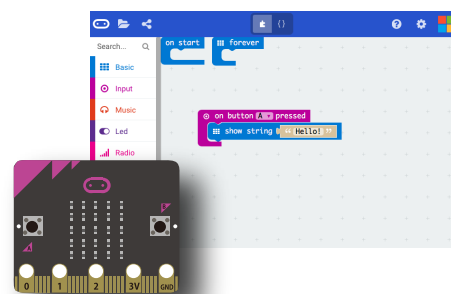 { }
?
Search...
on start
forever
Basic
Input
on button A pressed
Music
show string “ Hello! ”
Led
Radio
0 1 2 3V GND